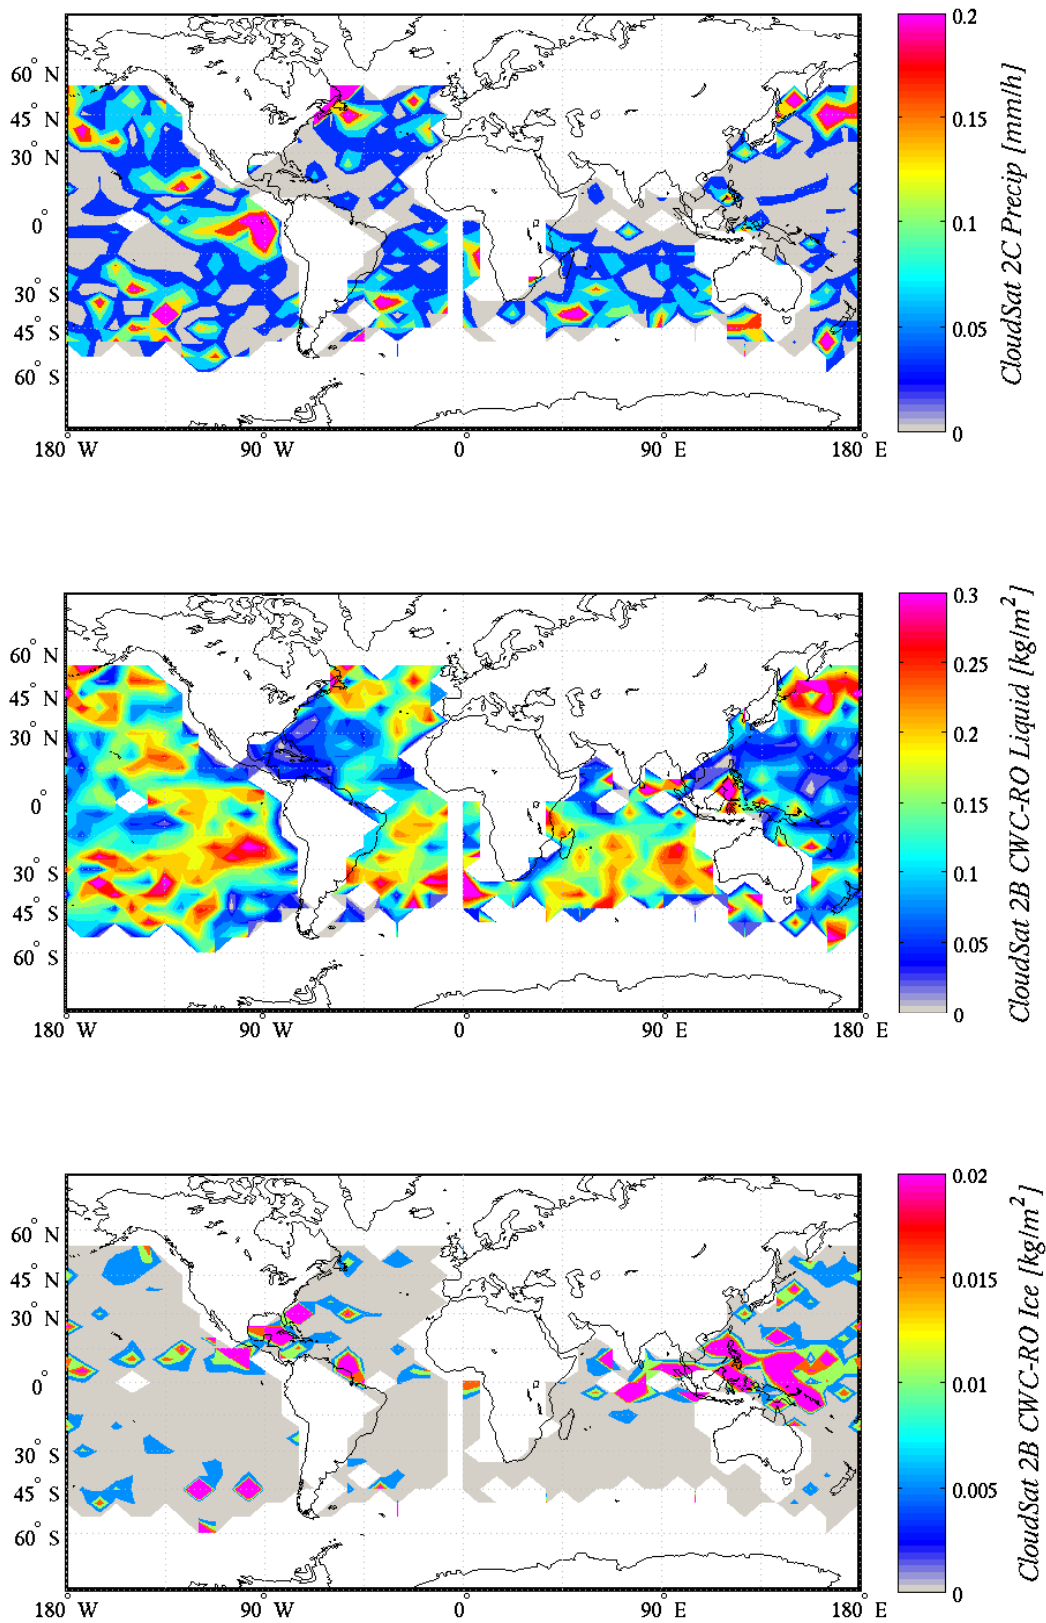 60° N
45° N
30° N
0°
30° S
45° S
60° S
180° W
90° W
0
90° E
180° E
0.2
0.15
0.1
0.05
0
CloudSat 2C Precip [mm/h]
60° N
45° N
30° N
0°
30° S
45° S
60° S
180° W
90° W
0°
90° E
180° E
0.3
0.25
0.2
0.15
0.1
0.05
0
CloudSat 2B CWC-RO Liquid [kg/m²]
60° N
45° N
30° N
0°
30° S
45° S
60° S
180° W
90° W
0°
90° E
180° E
0.02
0.015
0.01
0.005
0
CloudSat 2B CWC-RO Ice [kg/m²]